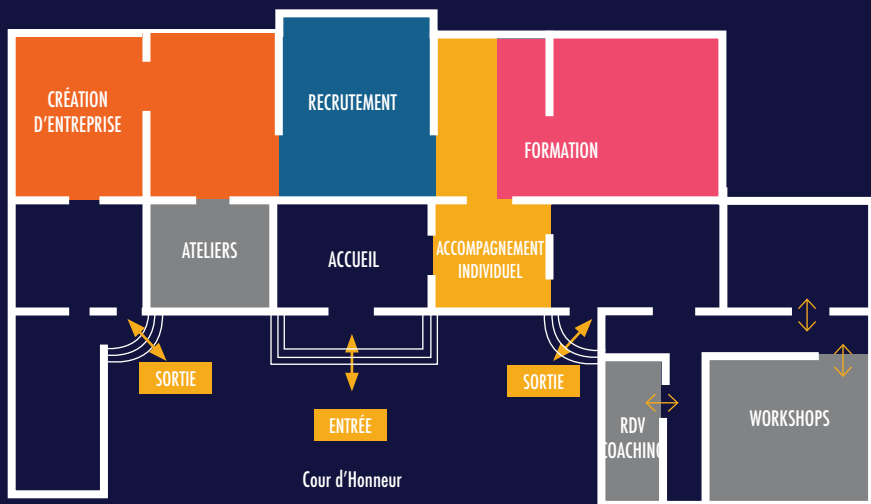 CRÉATION
D'ENTREPRISE
RECRUTEMENT
FORMATION
ATELIERS
ACCUEIL
ACCOMPAGNEMENT
INDIVIDUEL
SORTIE
SORTIE
ENTRÉE
RDV
COACHING
WORKSHOPS
Cour d'Honneur